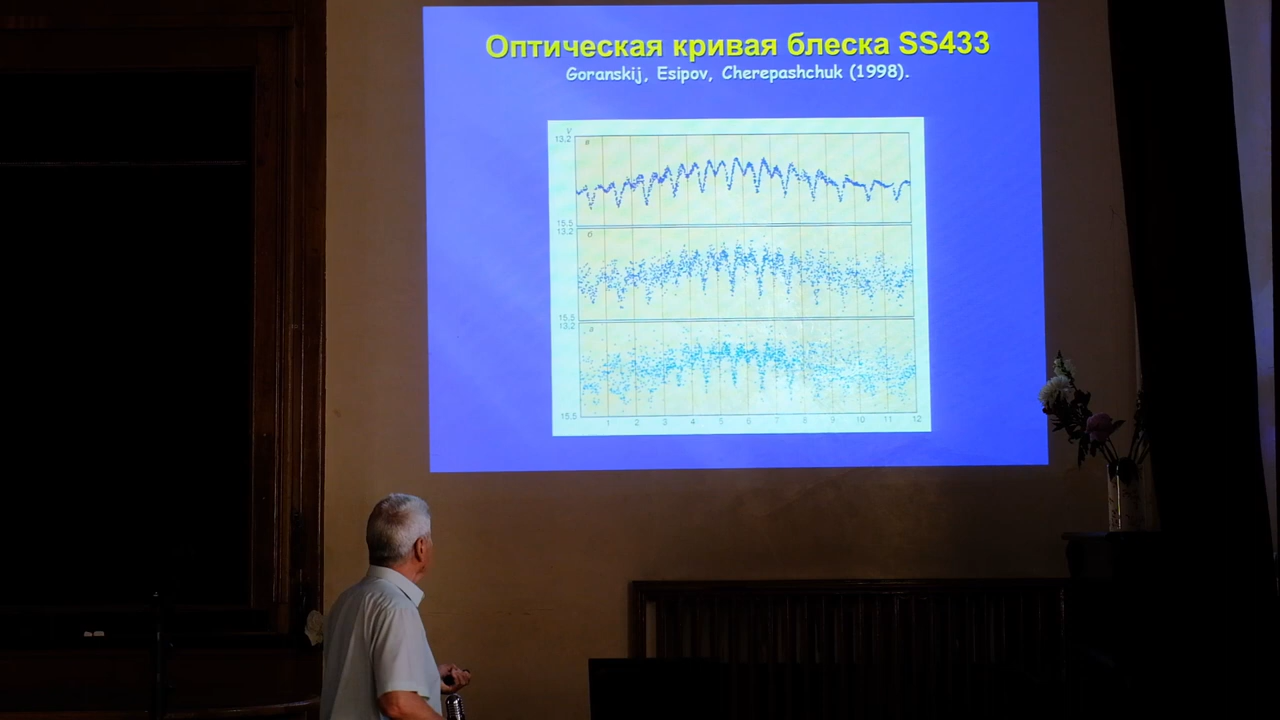 Оптическая кривая блеска SS433
Goranskij, Esipov, Cherepashchuk (1998).
V
13,2
а
15,5
13,2
б
15,5
13,2
в
15,5
1 2 3 4 5 6 7 8 9 10 11 12